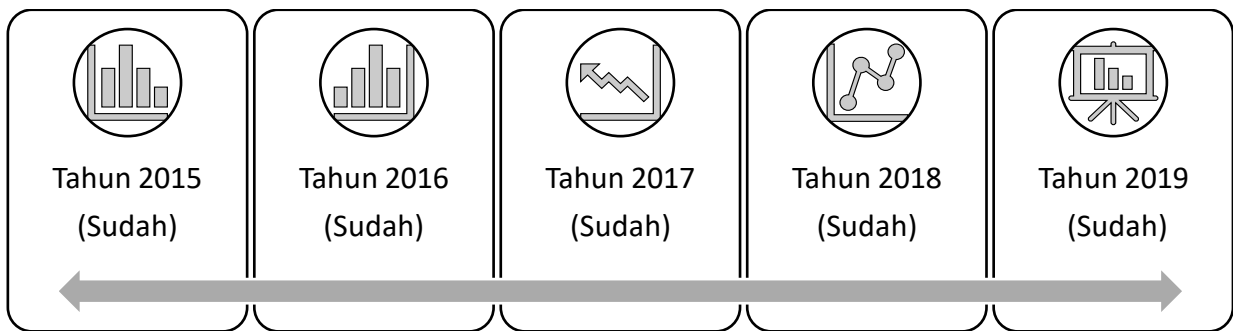 Tahun 2015
(Sudah)
Tahun 2016
(Sudah)
Tahun 2017
(Sudah)
Tahun 2018
(Sudah)
Tahun 2019
(Sudah)